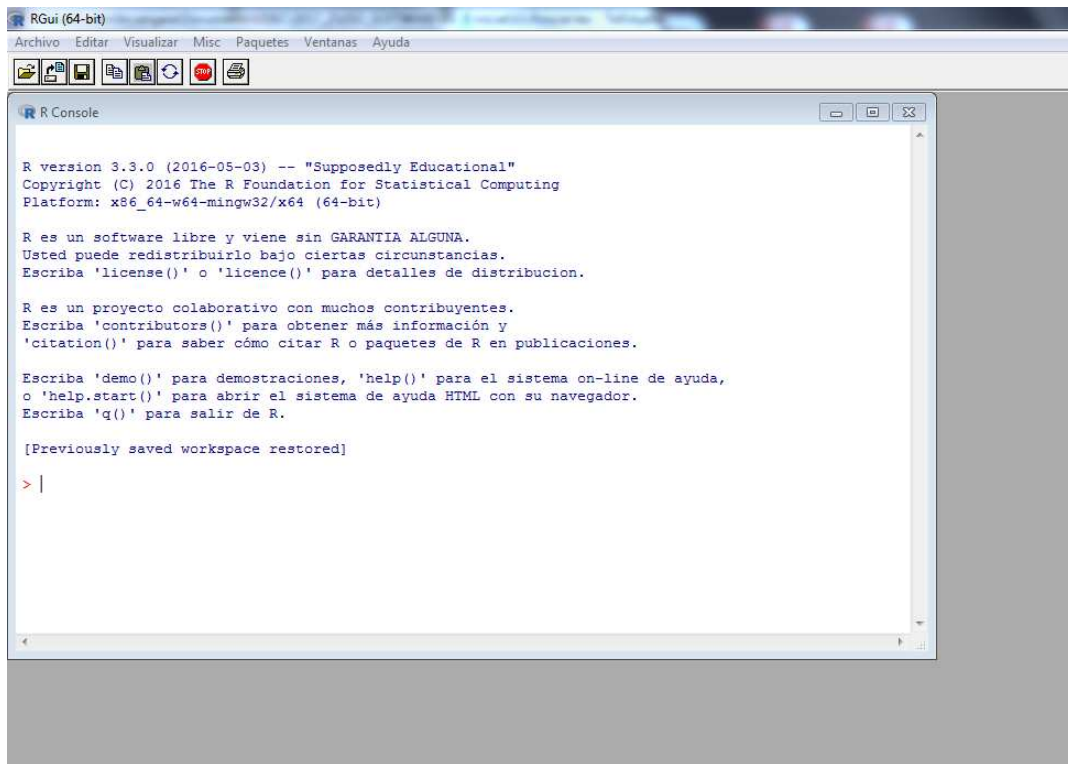 RGui (64-bit)
Archivo Editar Visualizar Misc Paquetes Ventanas Ayuda
STOP
R Console
R version 3.3.0 (2016-05-03) -- "Supposedly Educational"
Copyright (C) 2016 The R Foundation for Statistical Computing
Platform: x86_64-w64-mingw32/x64 (64-bit)
R es un software libre y viene sin GARANTIA ALGUNA.
Usted puede redistribuirlo bajo ciertas circunstancias.
Escriba 'license()' o 'licence()' para detalles de distribucion.
R es un proyecto colaborativo con muchos contribuyentes.
Escriba 'contributors()' para obtener más información y
'citation()' para saber cómo citar R o paquetes de R en publicaciones.
Escriba 'demo()' para demostraciones, 'help()' para el sistema on-line de ayuda,
o 'help.start()' para abrir el sistema de ayuda HTML con su navegador.
Escriba 'q()' para salir de R.
[Previously saved workspace restored]
>